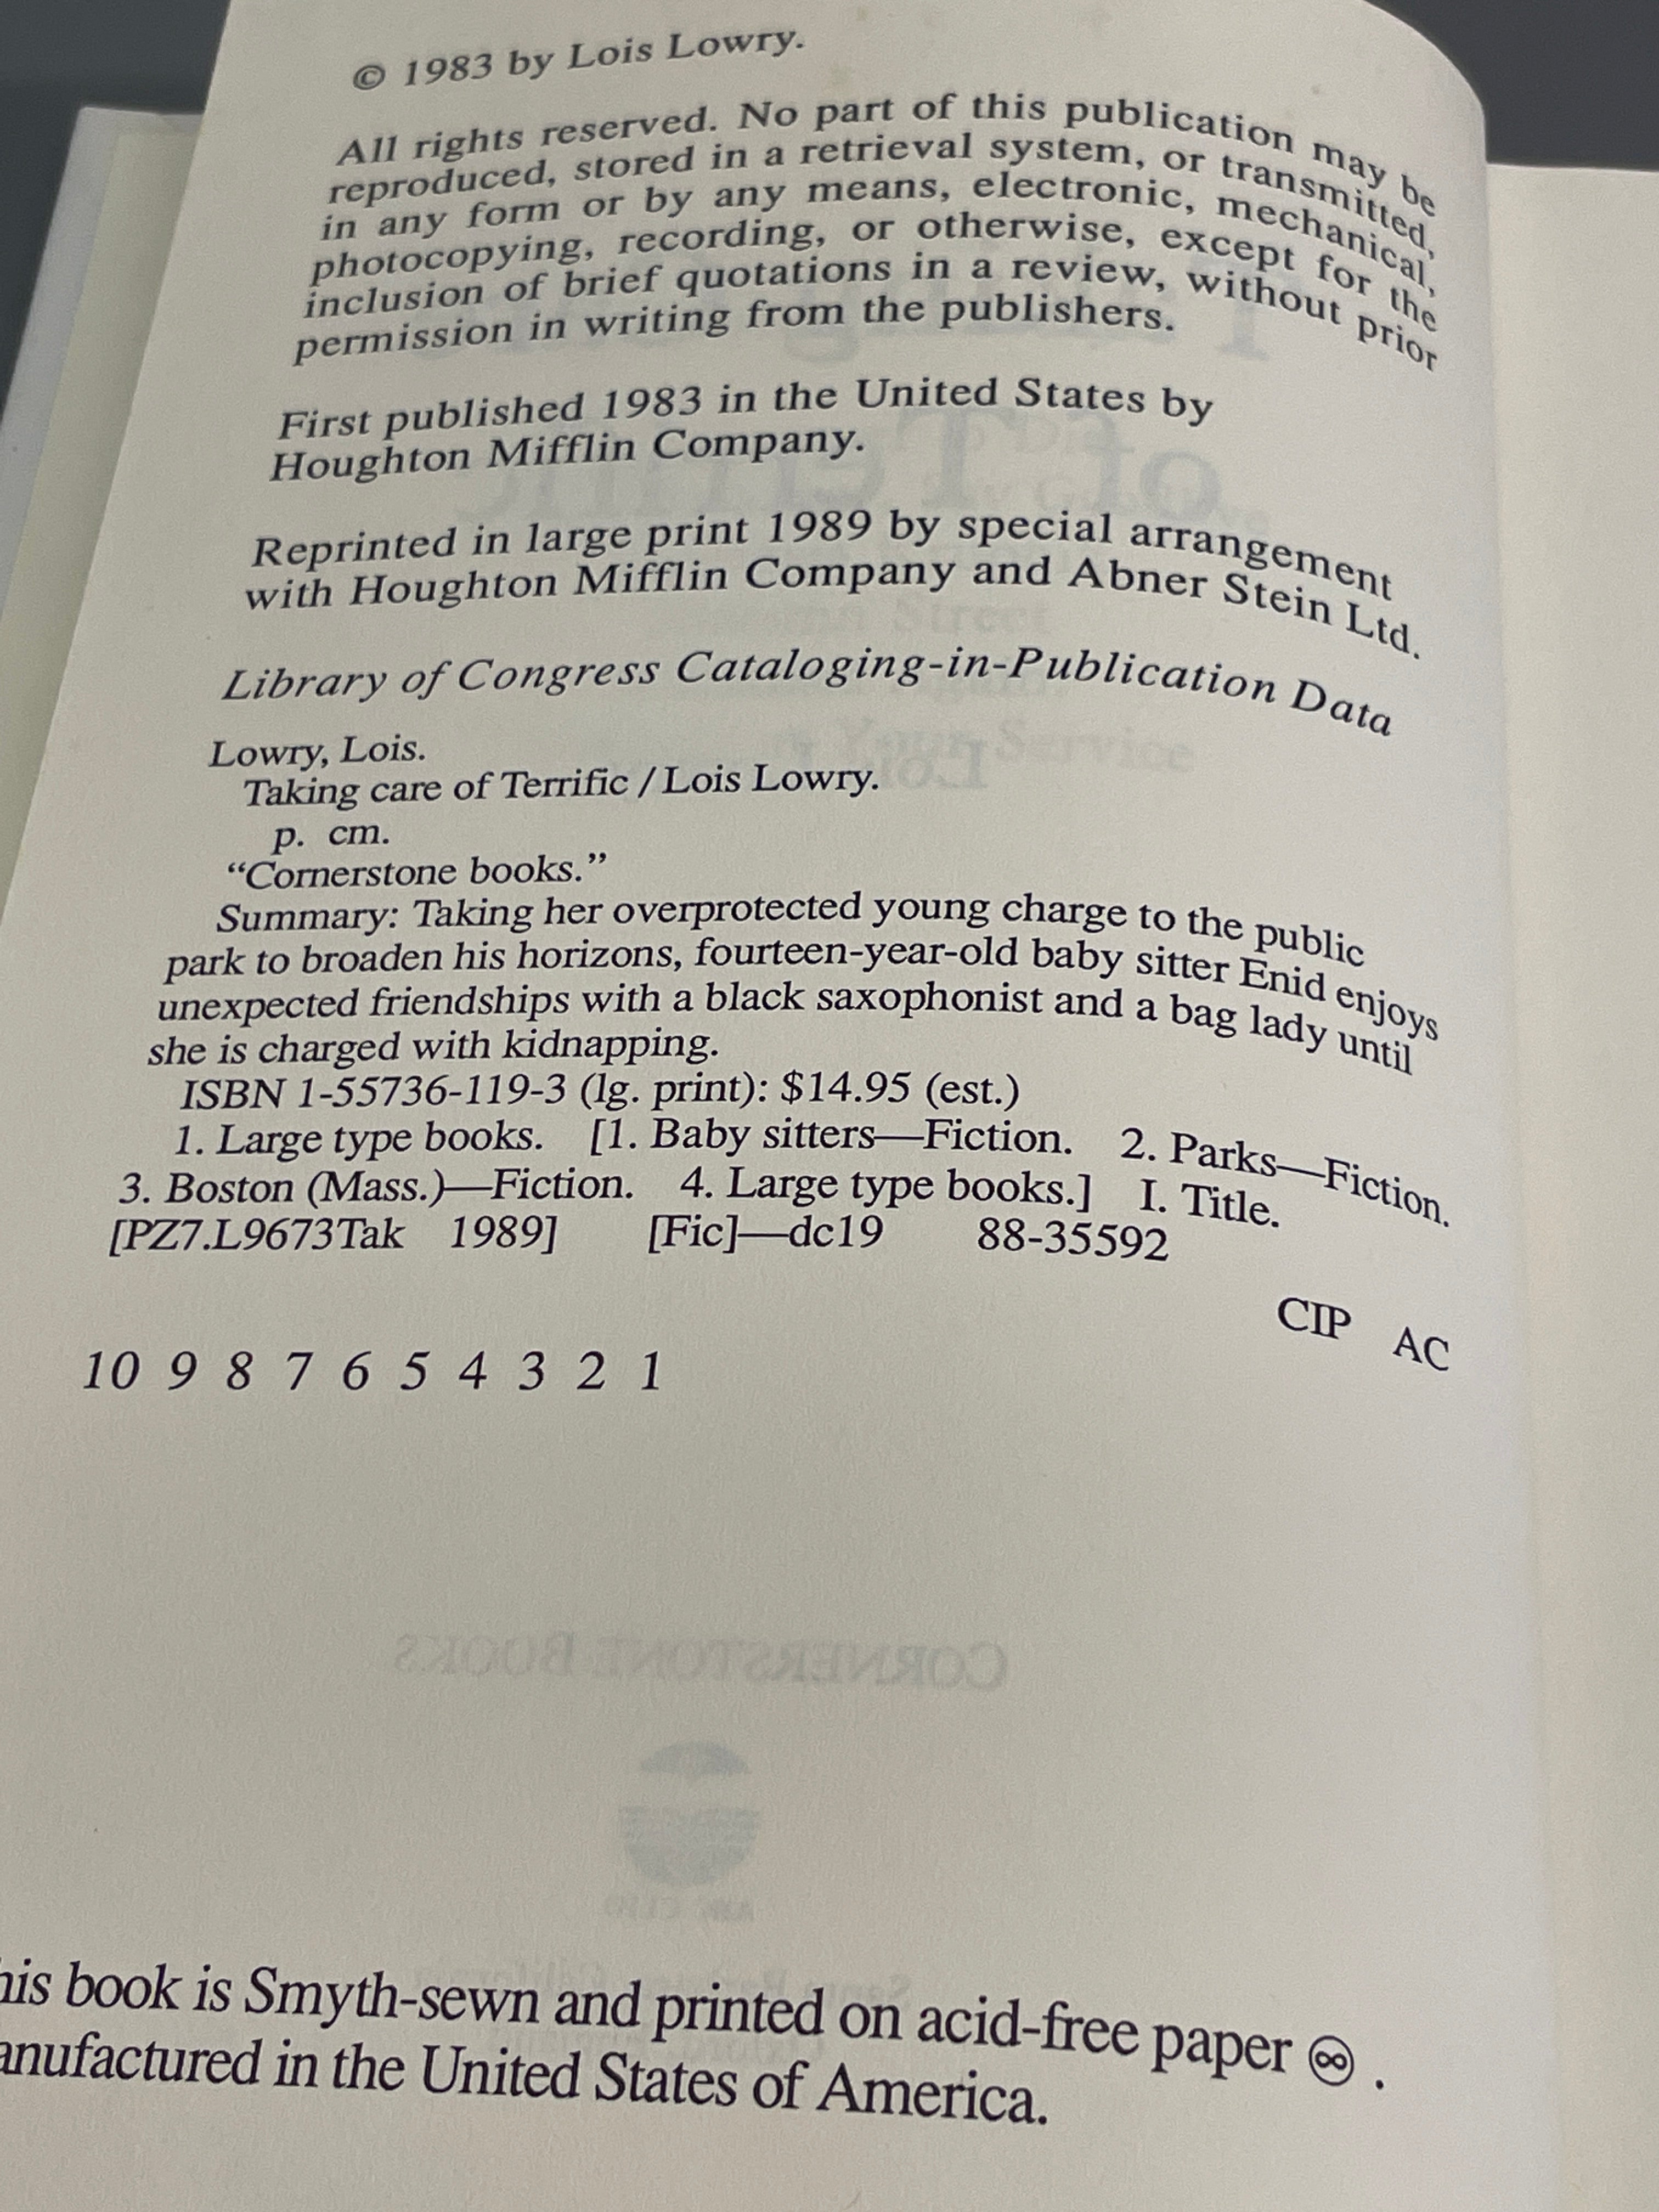 © 1983 by Lois Lowry.
All rights reserved. No part of this publication may be
reproduced, stored in a retrieval system, or transmitted,
in any form or by any means, electronic, mechanical,
photocopying, recording, or otherwise, except for the
inclusion of brief quotations in a review, without prior
permission in writing from the publishers.
First published 1983 in the United States by
Houghton Mifflin Company.
Reprinted in large print 1989 by special arrangement
with Houghton Mifflin Company and Abner Stein Ltd.
Library of Congress Cataloging-in-Publication Data
Lowry, Lois.
Taking care of Terrific / Lois Lowry.
p. cm.
“Cornerstone books.”
Summary: Taking her overprotected young charge to the public
park to broaden his horizons, fourteen-year-old baby sitter Enid enjoys
unexpected friendships with a black saxophonist and a bag lady until
she is charged with kidnapping.
ISBN 1-55736-119-3 (lg. print): $14.95 (est.)
1. Large type books. [1. Baby sitters—Fiction. 2. Parks—Fiction.
3. Boston (Mass.)—Fiction. 4. Large type books.] I. Title.
[PZ7.L9673Tak 1989] [Fic]—dc19 88-35592
CIP AC
10 9 8 7 6 5 4 3 2 1
CORNERSTONE BOOKS
his book is Smyth-sewn and printed on acid-free paper ♾ .
anufactured in the United States of America.